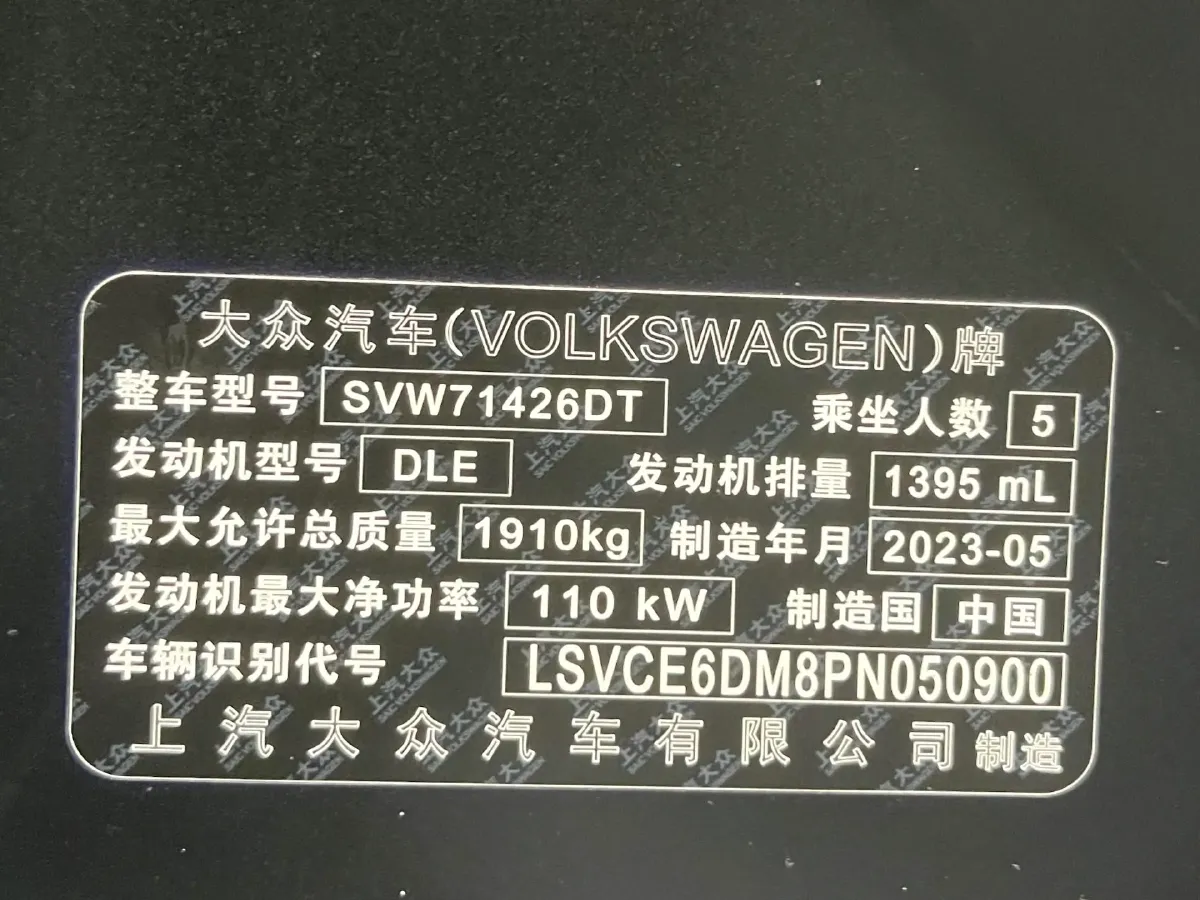 大众汽车(VOLKSWAGEN)牌
整车型号 SVW71426DT 乘坐人数 5
发动机型号 DLE 发动机排量 1395 mL
最大允许总质量 1910kg 制造年月 2023-05
发动机最大净功率 110 kW 制造国 中国
车辆识别代号 LSVCE6DM8PN050900
上汽大众汽车有限公司制造